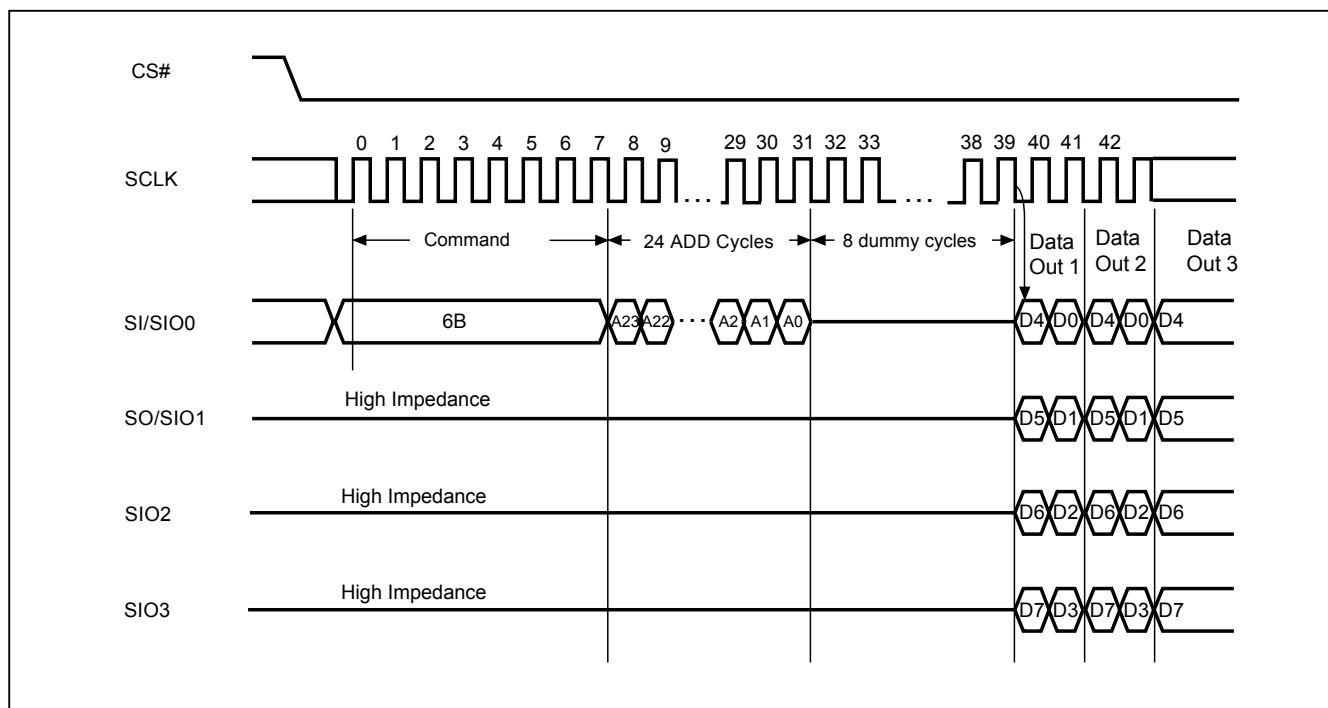 CS#
0 1 2 3 4 5 6 7 8 9 29 30 31 32 33 38 39 40 41 42
SCLK
Command 24 ADD Cycles 8 dummy cycles Data Out 1 Data Out 2 Data Out 3
SI/SIO0 6B A23 A22 A2 A1 A0 D4 D0 D4 D0 D4
High Impedance
SO/SIO1 D5 D1 D5 D1 D5
High Impedance
SIO2 D6 D2 D6 D2 D6
High Impedance
SIO3 D7 D3 D7 D3 D7